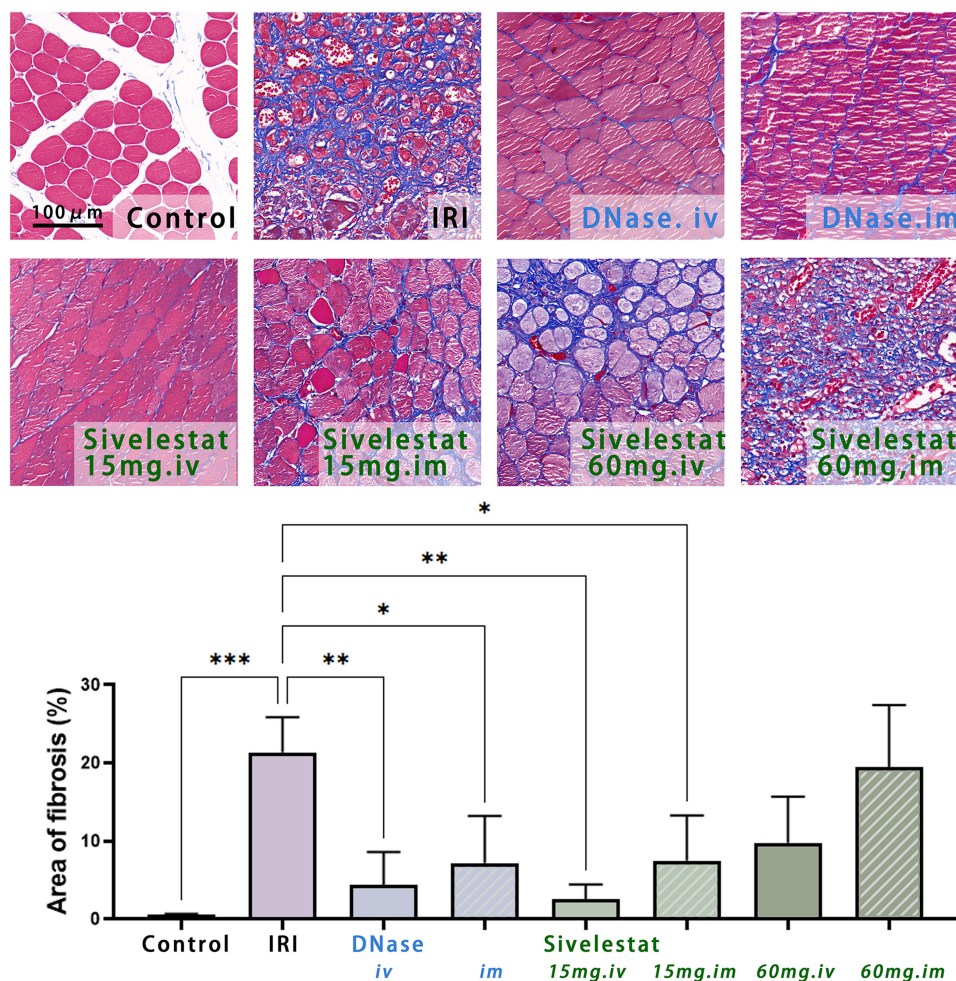 100μm Control
IRI
DNase. iv
DNase.im
Sivelestat
15mg.iv
Sivelestat
15mg.im
Sivelestat
60mg.iv
Sivelestat
60mg,im
*
**
*
*** **
Area of fibrosis (%)
30
20
10
0
Control IRI DNase Sivelestat
iv im 15mg.iv 15mg.im 60mg.iv 60mg.im